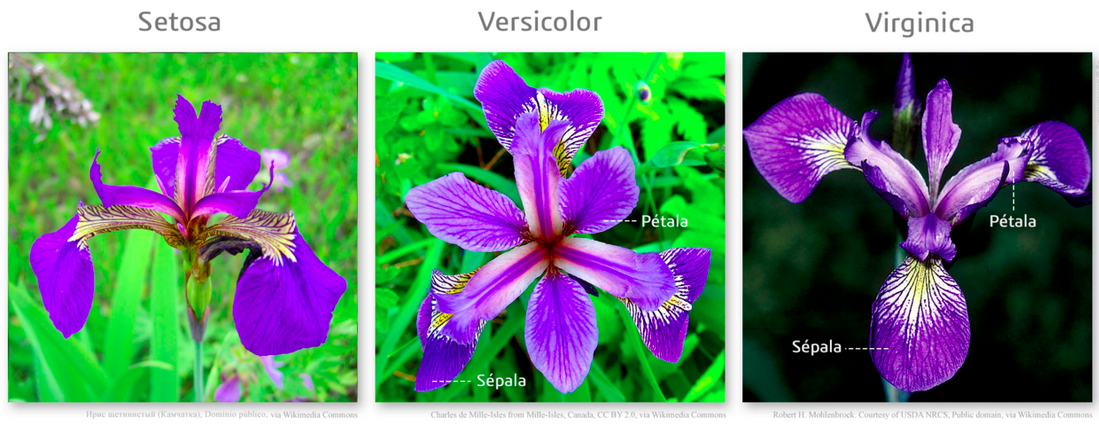 Setosa
Versicolor
Virginica
Pétala
Sépala
Pétala
Sépala
Ирис щетинистый (Камчатка), Domínio público, via Wikimedia Commons
Charles de Mille-Isles from Mille-Isles, Canada, CC BY 2.0, via Wikimedia Commons
Robert H. Mohlenbrock. Courtesy of USDA NRCS, Public domain, via Wikimedia Commons